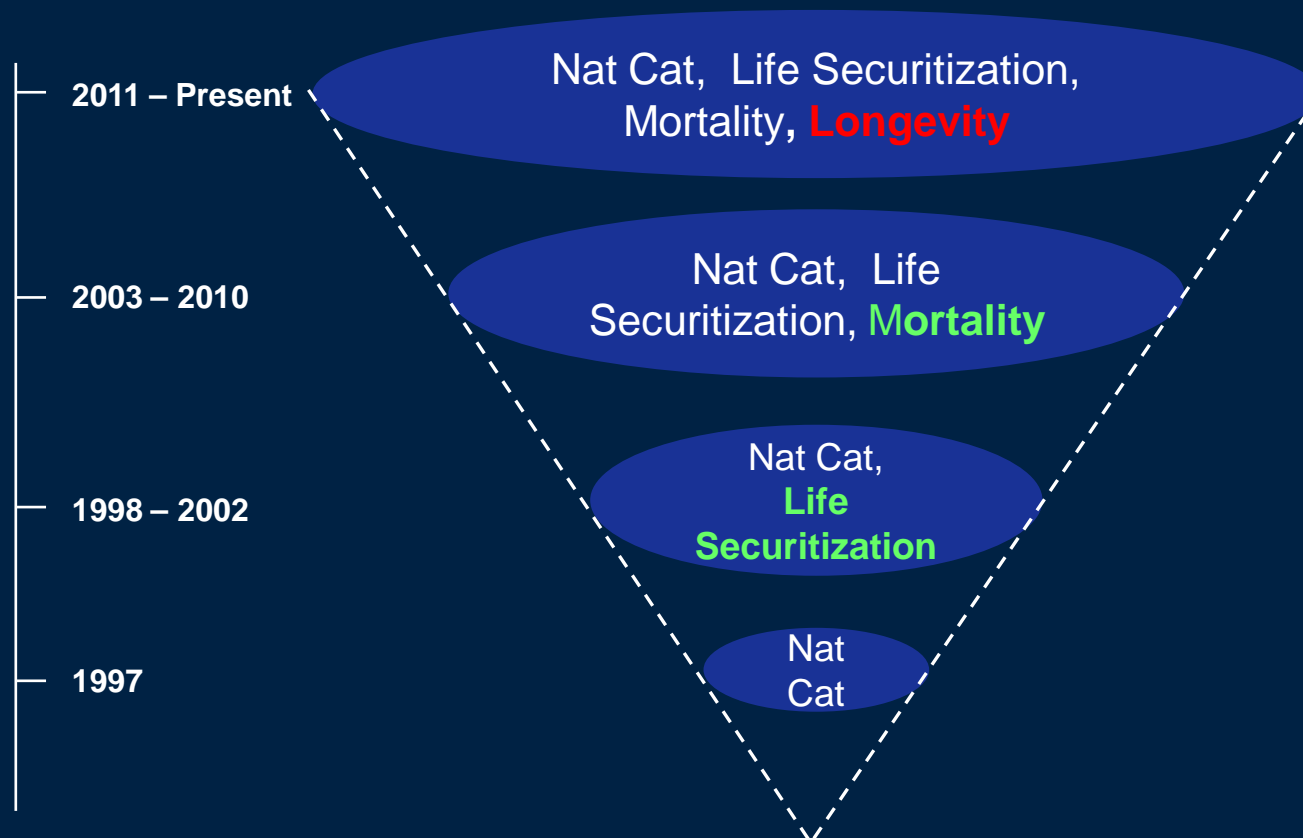 2011 – Present
Nat Cat, Life Securitization,
Mortality, Longevity
2003 – 2010
Nat Cat, Life
Securitization, Mortality
1998 – 2002
Nat Cat,
Life
Securitization
1997
Nat
Cat